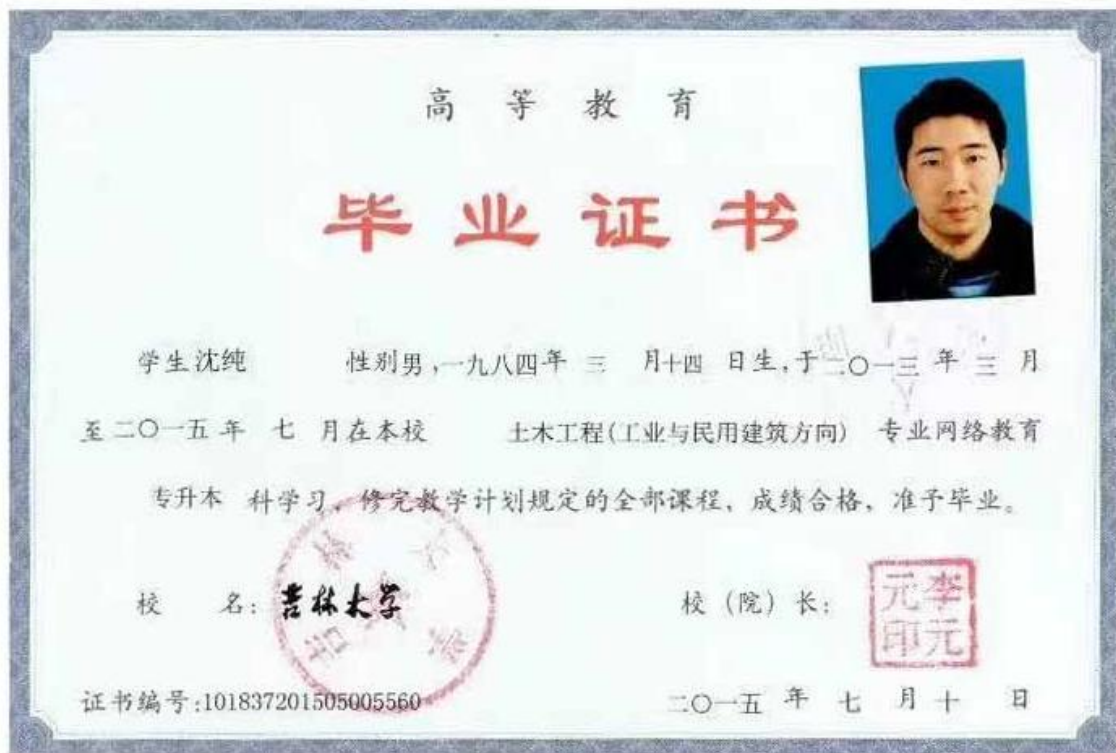 高等教育
毕业证书
学生沈纯 性别男,一九八四年 三 月十四 日生,于二〇一三 年 三 月
至二〇一五年 七 月在本校 土木工程(工业与民用建筑方向) 专业网络教育
专升本 科学习, 修完教学计划规定的全部课程, 成绩合格, 准予毕业。
校 名: 吉林大学
校 (院) 长: 李元元印
证书编号:101837201505005560
二〇一五 年 七 月 十 日